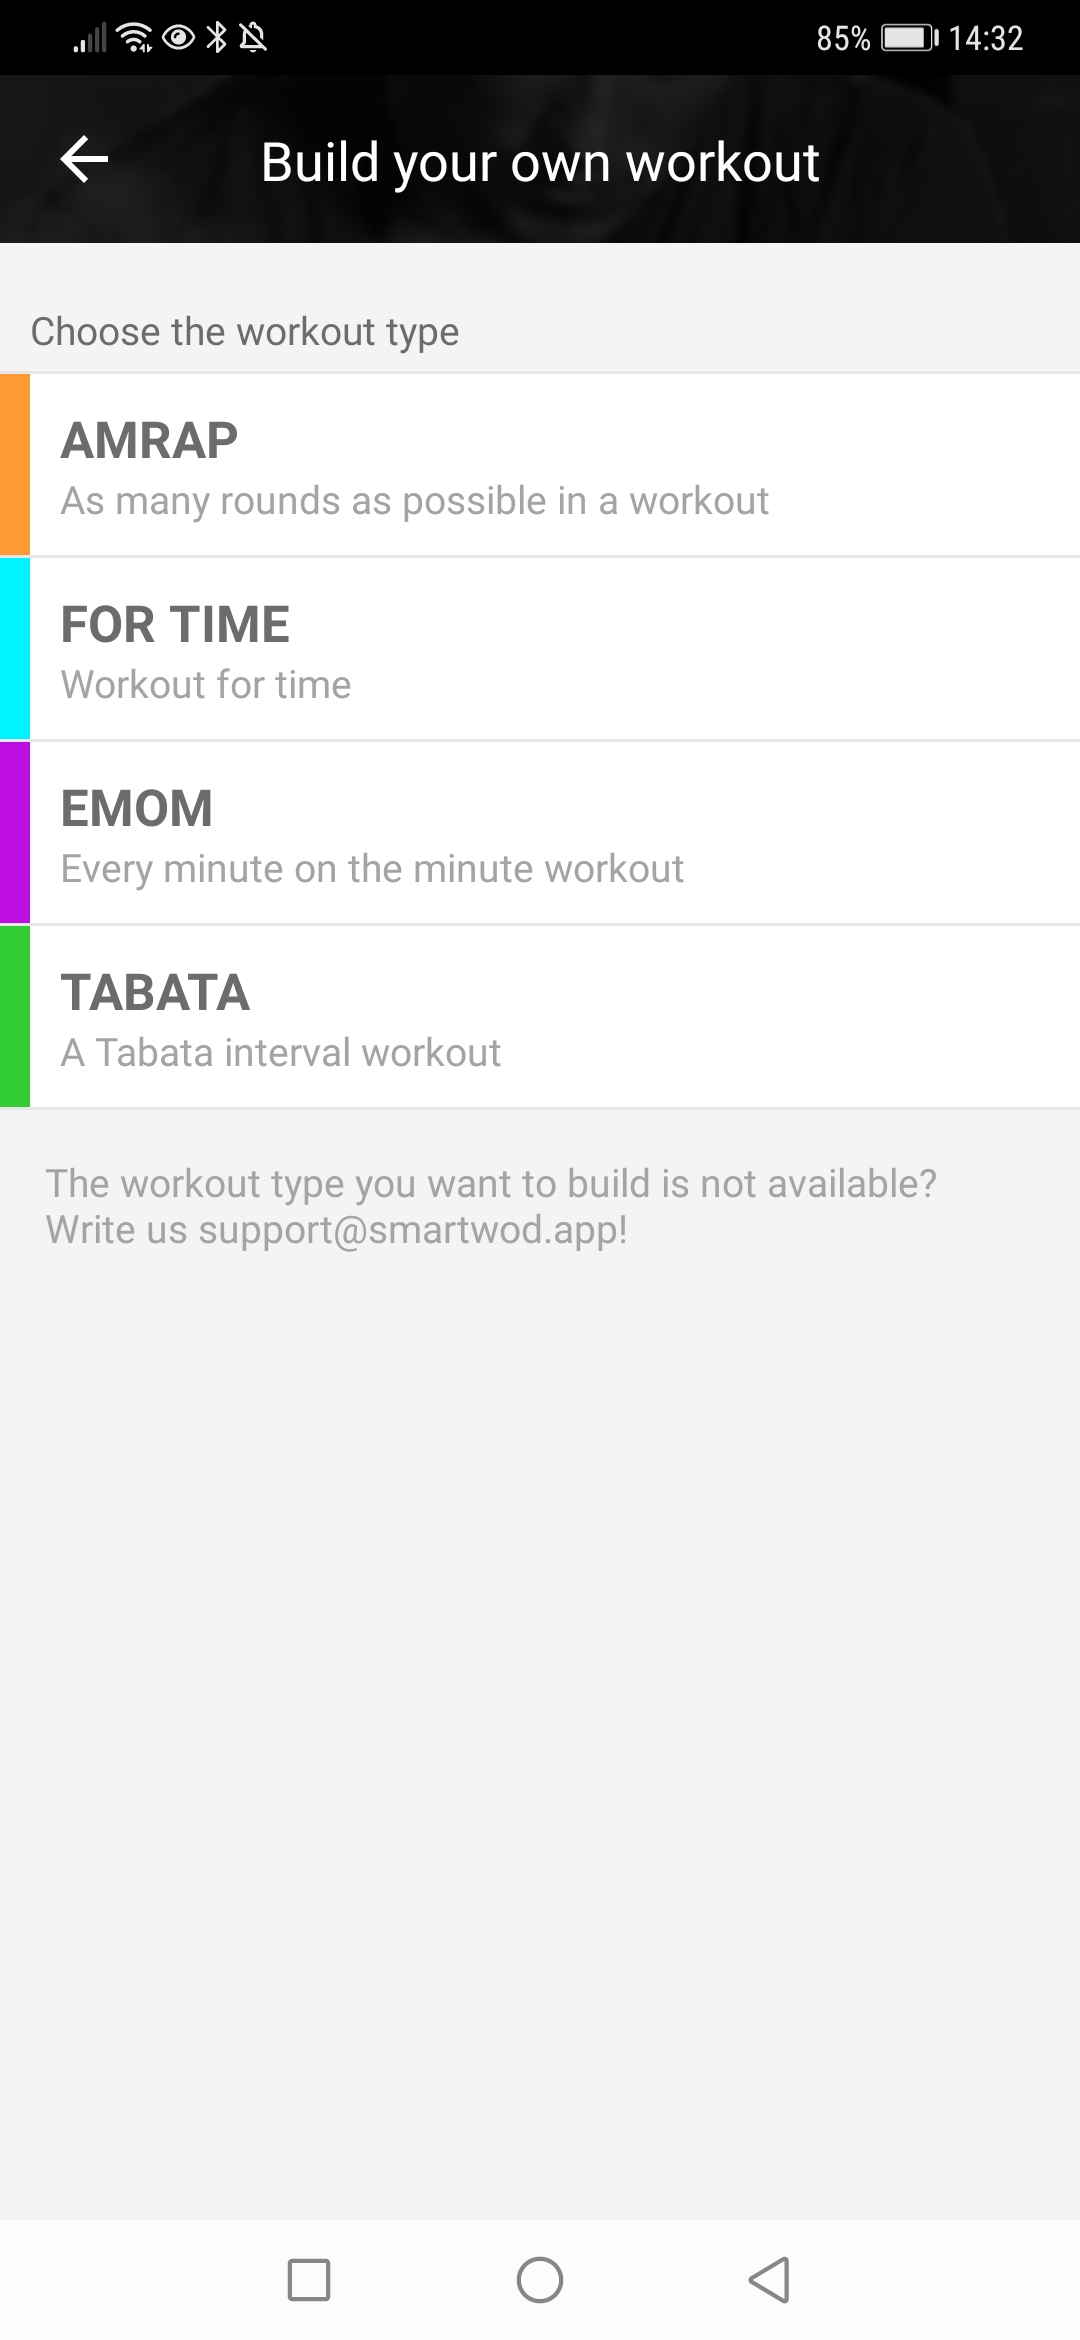 85% 14:32
Build your own workout
Choose the workout type
AMRAP
As many rounds as possible in a workout
FOR TIME
Workout for time
EMOM
Every minute on the minute workout
TABATA
A Tabata interval workout
The workout type you want to build is not available?
Write us support@smartwod.app!